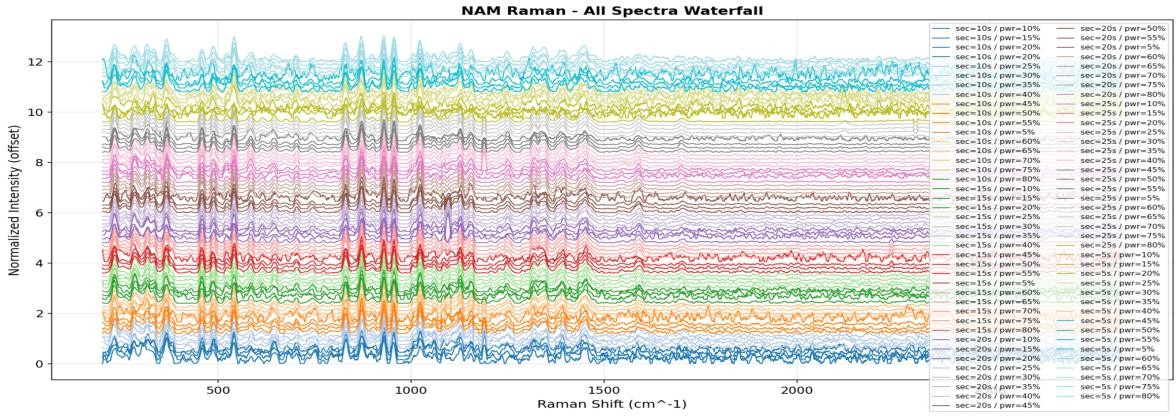 NAM Raman - All Spectra Waterfall
Normalized Intensity (offset)
12
10
8
6
4
2
0
500
1000
1500
2000
Raman Shift (cm^-1)
sec=10s / pwr=10%
sec=10s / pwr=15%
sec=10s / pwr=20%
sec=10s / pwr=20%
sec=10s / pwr=25%
sec=10s / pwr=30%
sec=10s / pwr=35%
sec=10s / pwr=40%
sec=10s / pwr=45%
sec=10s / pwr=50%
sec=10s / pwr=55%
sec=10s / pwr=5%
sec=10s / pwr=60%
sec=10s / pwr=65%
sec=10s / pwr=70%
sec=10s / pwr=75%
sec=10s / pwr=80%
sec=15s / pwr=10%
sec=15s / pwr=15%
sec=15s / pwr=20%
sec=15s / pwr=25%
sec=15s / pwr=30%
sec=15s / pwr=35%
sec=15s / pwr=40%
sec=15s / pwr=45%
sec=15s / pwr=50%
sec=15s / pwr=55%
sec=15s / pwr=5%
sec=15s / pwr=60%
sec=15s / pwr=65%
sec=15s / pwr=70%
sec=15s / pwr=75%
sec=15s / pwr=80%
sec=20s / pwr=10%
sec=20s / pwr=15%
sec=20s / pwr=20%
sec=20s / pwr=25%
sec=20s / pwr=30%
sec=20s / pwr=35%
sec=20s / pwr=40%
sec=20s / pwr=45%
sec=20s / pwr=50%
sec=20s / pwr=55%
sec=20s / pwr=5%
sec=20s / pwr=60%
sec=20s / pwr=65%
sec=20s / pwr=70%
sec=20s / pwr=75%
sec=20s / pwr=80%
sec=25s / pwr=10%
sec=25s / pwr=15%
sec=25s / pwr=20%
sec=25s / pwr=25%
sec=25s / pwr=30%
sec=25s / pwr=35%
sec=25s / pwr=40%
sec=25s / pwr=45%
sec=25s / pwr=50%
sec=25s / pwr=55%
sec=25s / pwr=5%
sec=25s / pwr=60%
sec=25s / pwr=65%
sec=25s / pwr=70%
sec=25s / pwr=75%
sec=25s / pwr=80%
sec=5s / pwr=10%
sec=5s / pwr=15%
sec=5s / pwr=20%
sec=5s / pwr=25%
sec=5s / pwr=30%
sec=5s / pwr=35%
sec=5s / pwr=40%
sec=5s / pwr=45%
sec=5s / pwr=50%
sec=5s / pwr=55%
sec=5s / pwr=5%
sec=5s / pwr=60%
sec=5s / pwr=65%
sec=5s / pwr=70%
sec=5s / pwr=75%
sec=5s / pwr=80%